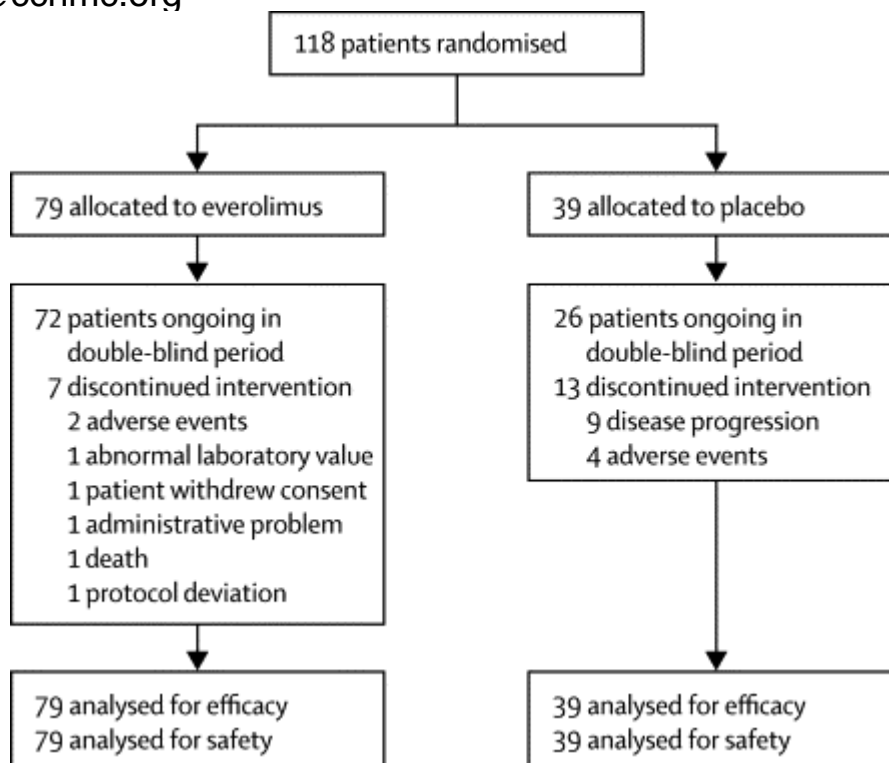 118 patients randomised
79 allocated to everolimus
39 allocated to placebo
72 patients ongoing in
double-blind period
7 discontinued intervention
2 adverse events
1 abnormal laboratory value
1 patient withdrew consent
1 administrative problem
1 death
1 protocol deviation
26 patients ongoing in
double-blind period
13 discontinued intervention
9 disease progression
4 adverse events
79 analysed for efficacy
79 analysed for safety
39 analysed for efficacy
39 analysed for safety